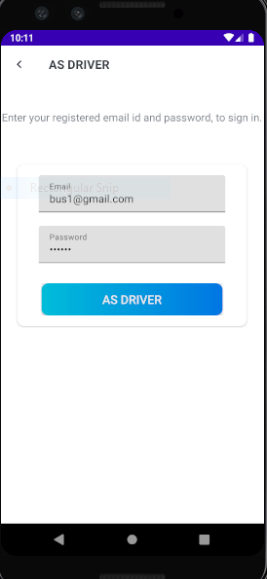 10:11
AS DRIVER
Enter your registered email id and password, to sign in.
Rectangular Snip
Email
bus1@gmail.com
Password
••••••
AS DRIVER